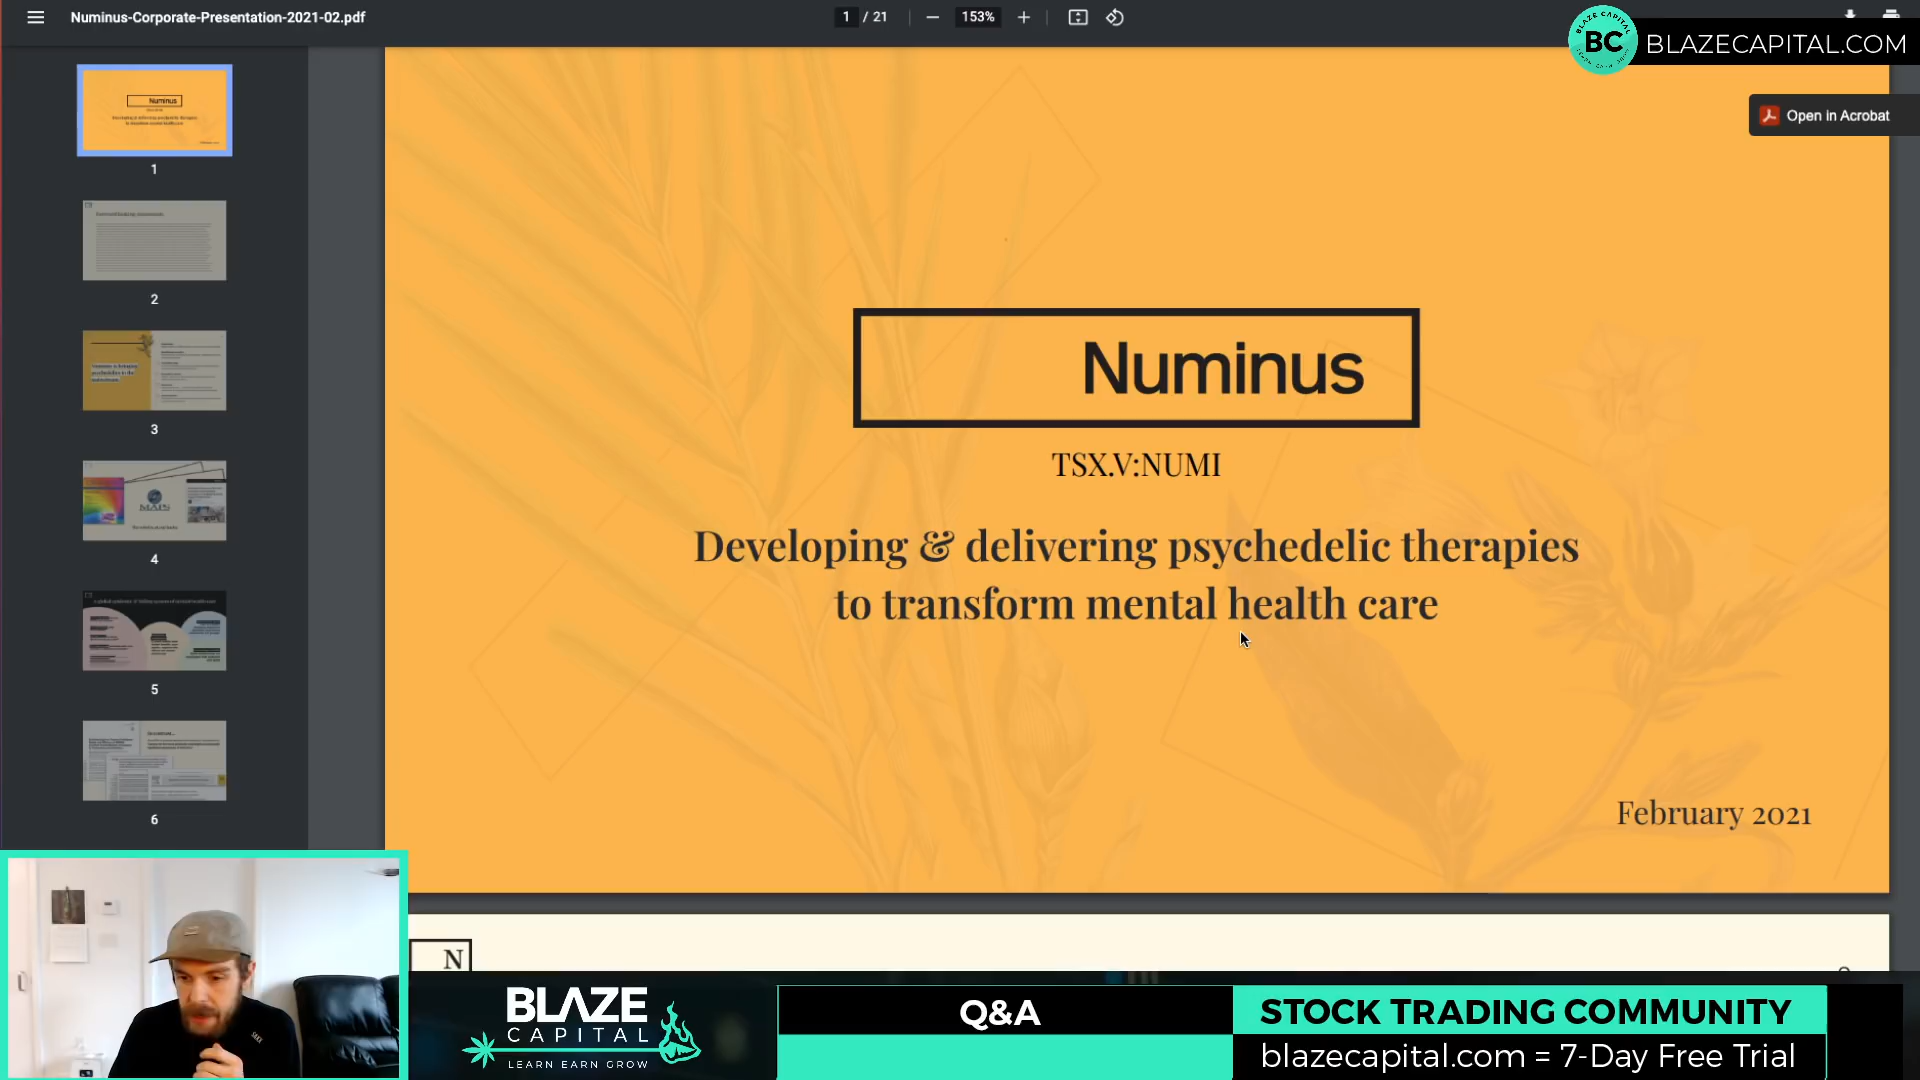 Numinus-Corporate-Presentation-2021-02.pdf
1 / 21
153%
BC
BLAZECAPITAL.COM
Open in Acrobat
Numinus
1
2
3
MAPS
4
5
6
Numinus
TSX.V:NUMI
Developing & delivering psychedelic therapies
to transform mental health care
February 2021
N
BLAZE
CAPITAL
LEARN EARN GROW
Q&A
STOCK TRADING COMMUNITY
blazecapital.com = 7-Day Free Trial